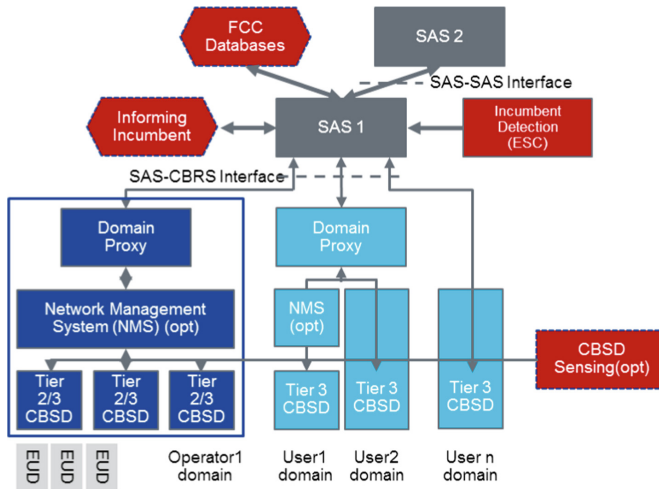 FCC
Databases
SAS 2
SAS-SAS Interface
Informing
Incumbent
SAS 1
Incumbent
Detection
(ESC)
SAS-CBRS Interface
Domain
Proxy
Domain
Proxy
Network Management
System (NMS) (opt)
NMS
(opt)
CBSD
Sensing(opt)
Tier
2/3
CBSD
Tier
2/3
CBSD
Tier
2/3
CBSD
Tier 3
CBSD
Tier 3
CBSD
Tier 3
CBSD
EUD
EUD
EUD
Operator1
domain
User1
domain
User2
domain
User n
domain